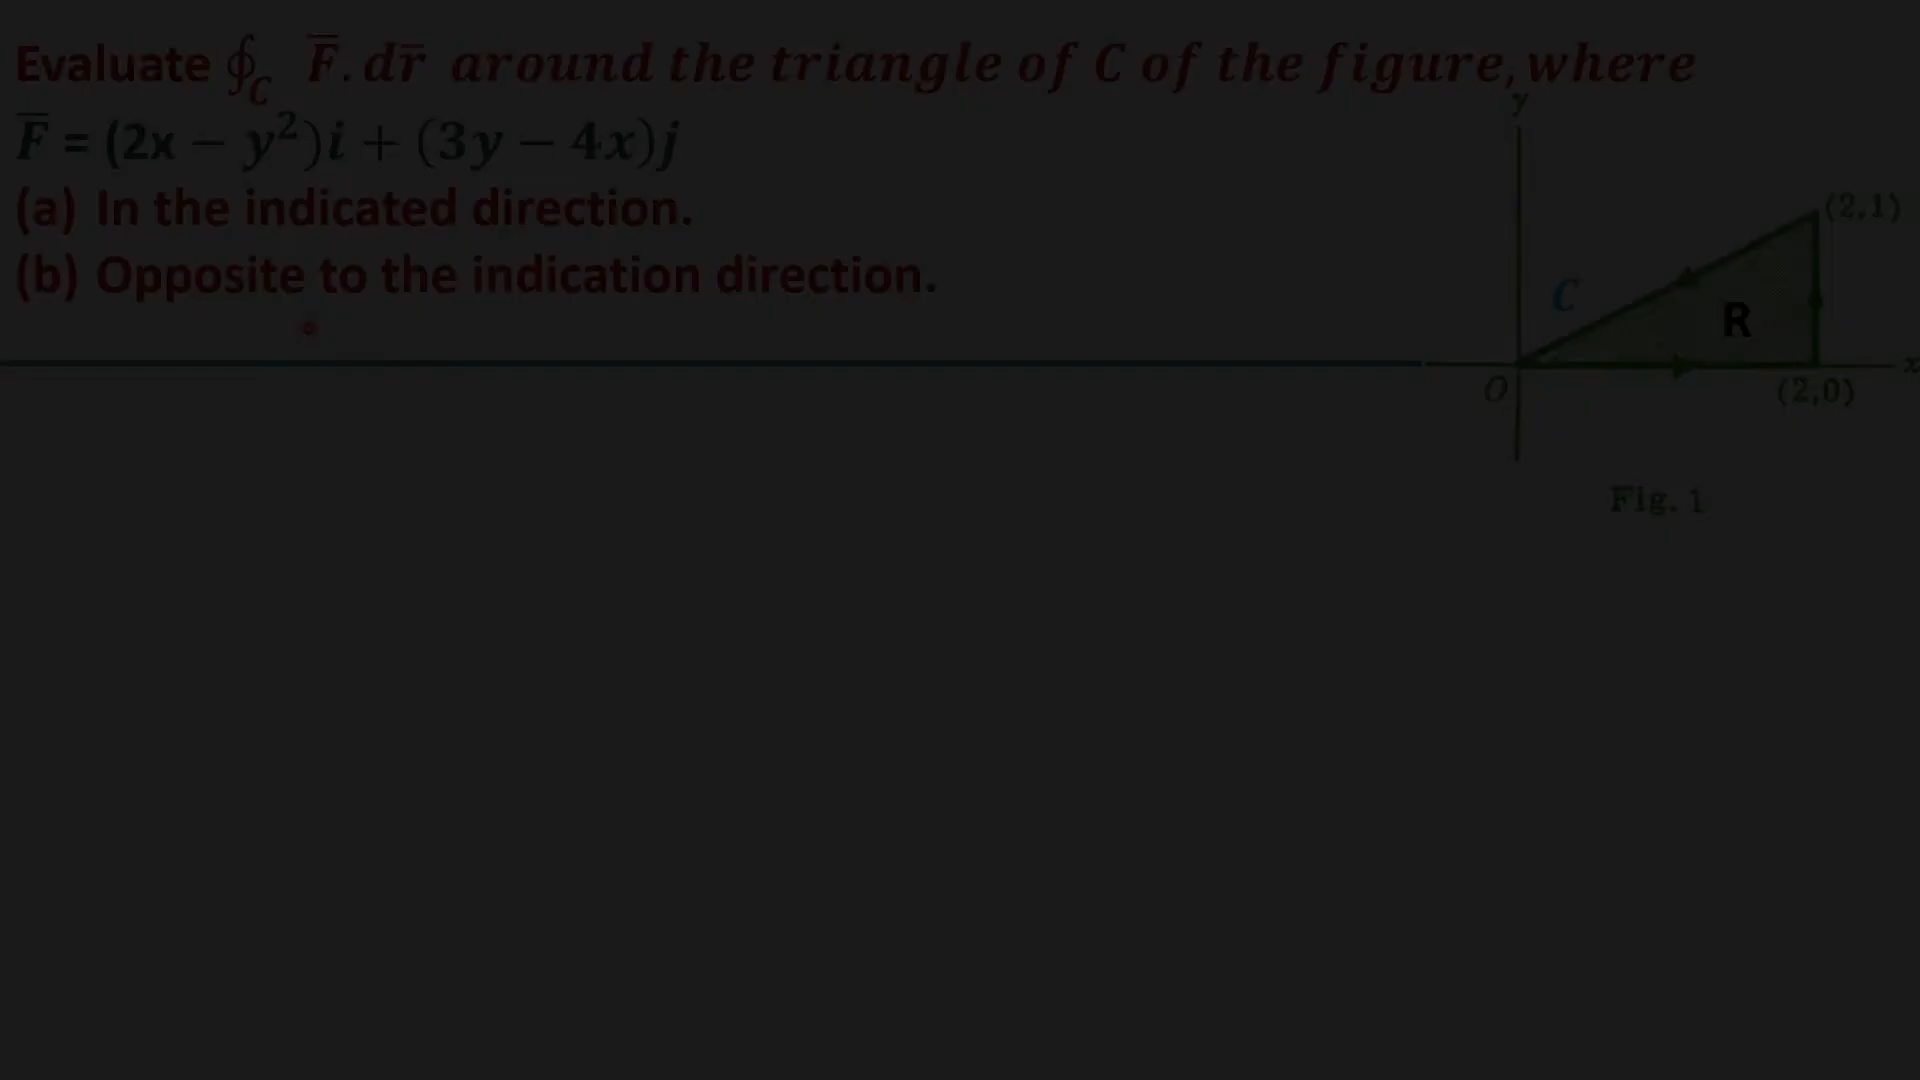 Evaluate ∮_C F̅.dr̅ around the triangle of C of the figure,where
F̅ = (2x − y²)i + (3y − 4x)j
(a) In the indicated direction.
(b) Opposite to the indication direction.
y
(2,1)
C
R
x
O
(2,0)
Fig. 1